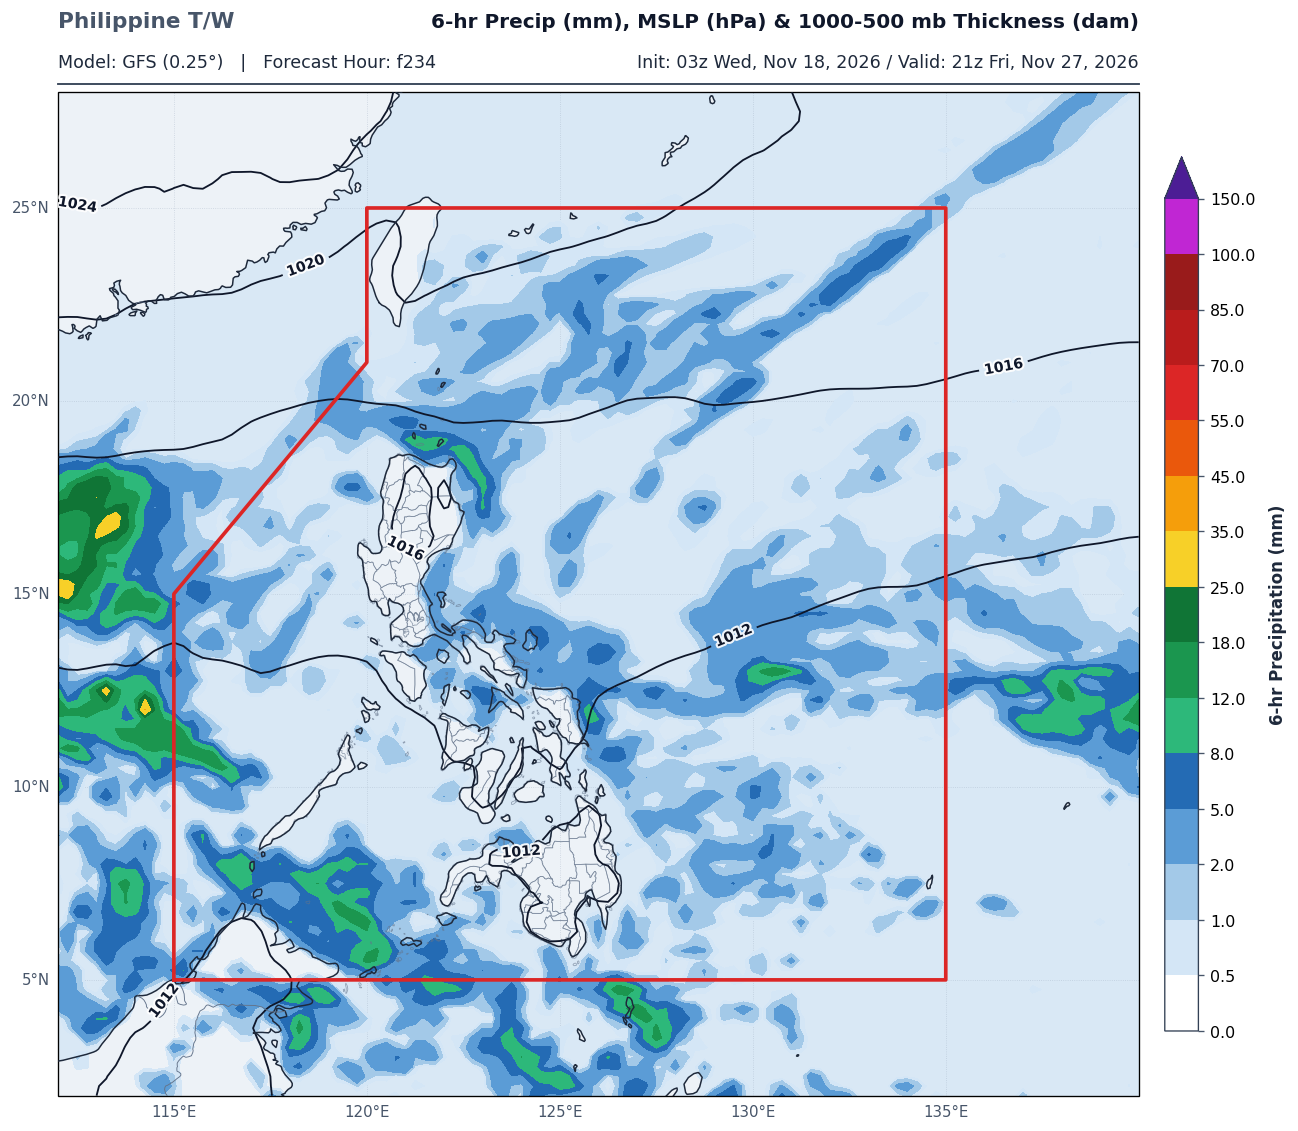 Philippine T/W
6-hr Precip (mm), MSLP (hPa) & 1000-500 mb Thickness (dam)
Model: GFS (0.25°) | Forecast Hour: f234
Init: 03z Wed, Nov 18, 2026 / Valid: 21z Fri, Nov 27, 2026
1024
1020
1016
1016
1012
1012
1012
25°N
20°N
15°N
10°N
5°N
115°E
120°E
125°E
130°E
135°E
150.0
100.0
85.0
70.0
55.0
45.0
35.0
25.0
18.0
12.0
8.0
5.0
2.0
1.0
0.5
0.0
6-hr Precipitation (mm)